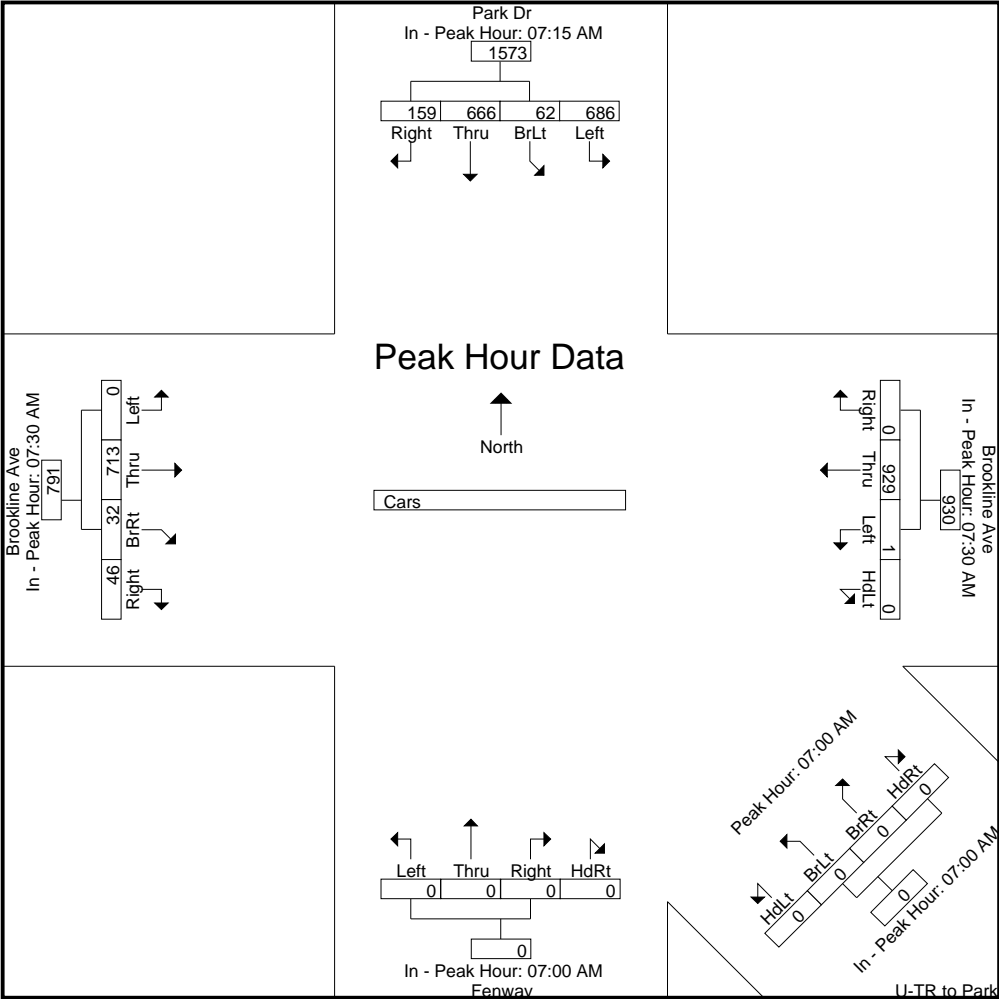 Park Dr
In - Peak Hour: 07:15 AM
1573
159 666 62 686
Right Thru BrLt Left
Peak Hour Data
North
Cars
Brookline Ave
In - Peak Hour: 07:30 AM
791
0 713 32 46
Left Thru BrRt Right
Brookline Ave
In - Peak Hour: 07:30 AM
930
0 929 1 0
Right Thru Left HdLt
Peak Hour: 07:00 AM
HdLt BrLt BrRt HdRt
0 0 0 0
0
In - Peak Hour: 07:00 AM
U-TR to Park
Left Thru Right HdRt
0 0 0 0
0
In - Peak Hour: 07:00 AM
Fenway